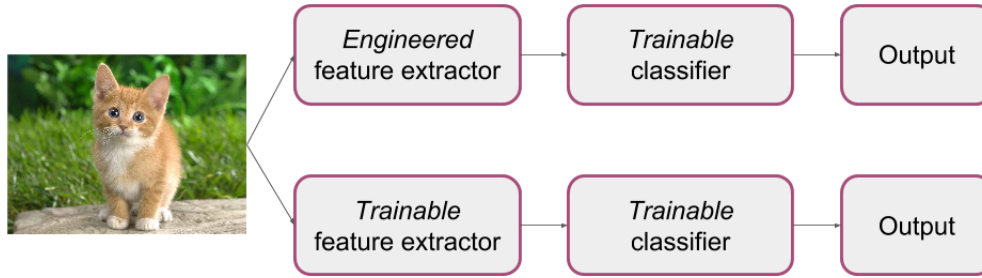 Engineered
feature extractor
Trainable
classifier
Output
Trainable
feature extractor
Trainable
classifier
Output